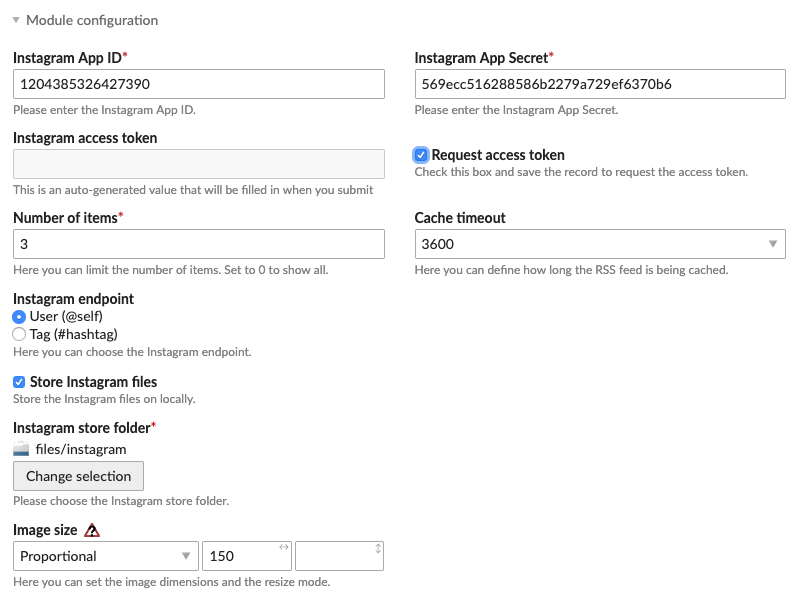 Module configuration
Instagram App ID*
Instagram App Secret*
1204385326427390
569ecc516288586b2279a729ef6370b6
Please enter the Instagram App ID.
Please enter the Instagram App Secret.
Instagram access token
Request access token
Check this box and save the record to request the access token.
This is an auto-generated value that will be filled in when you submit
Number of items*
Cache timeout
3
3600
Here you can limit the number of items. Set to 0 to show all.
Here you can define how long the RSS feed is being cached.
Instagram endpoint
User (@self)
Tag (#hashtag)
Here you can choose the Instagram endpoint.
Store Instagram files
Store the Instagram files on locally.
Instagram store folder*
files/instagram
Change selection
Please choose the Instagram store folder.
Image size
Proportional
150
Here you can set the image dimensions and the resize mode.